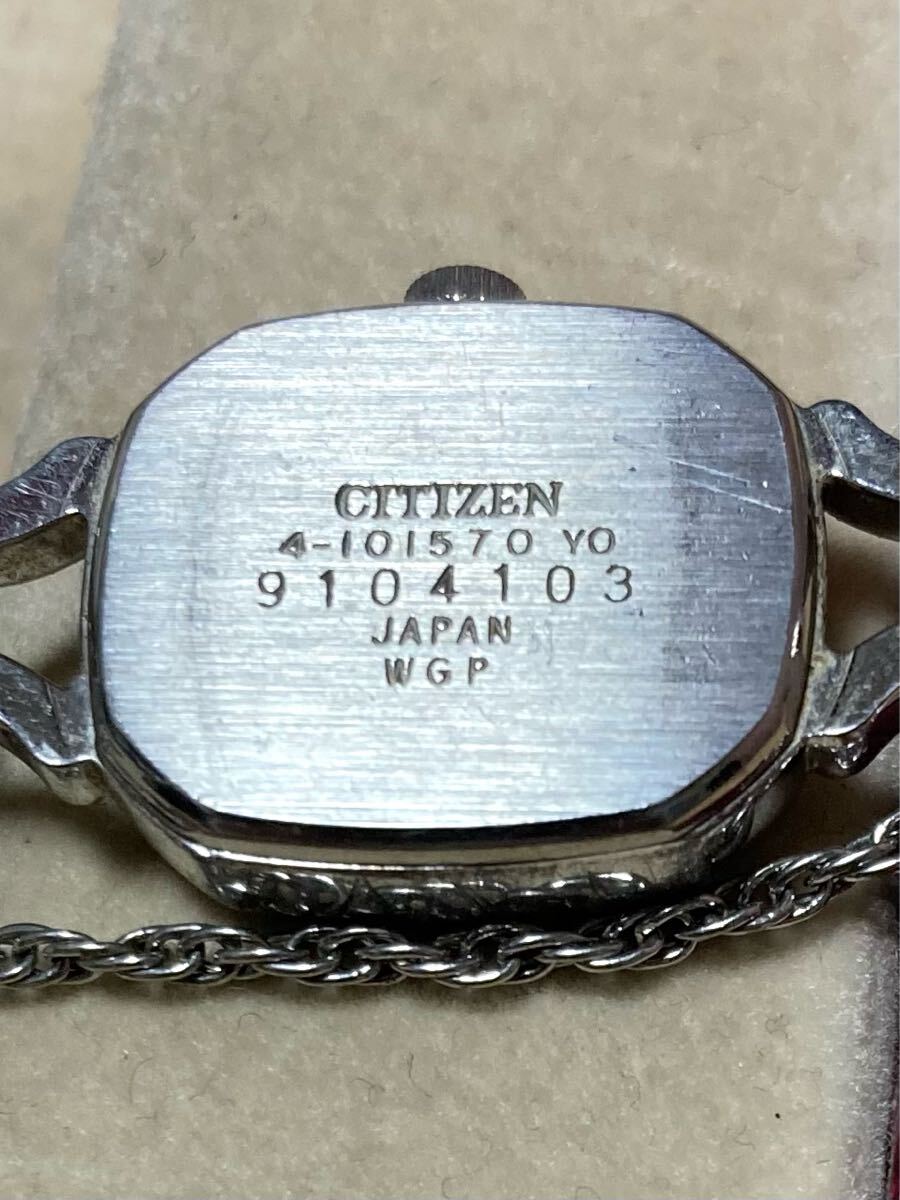 CITIZEN
4-101570 YO
9104103
JAPAN
WGP